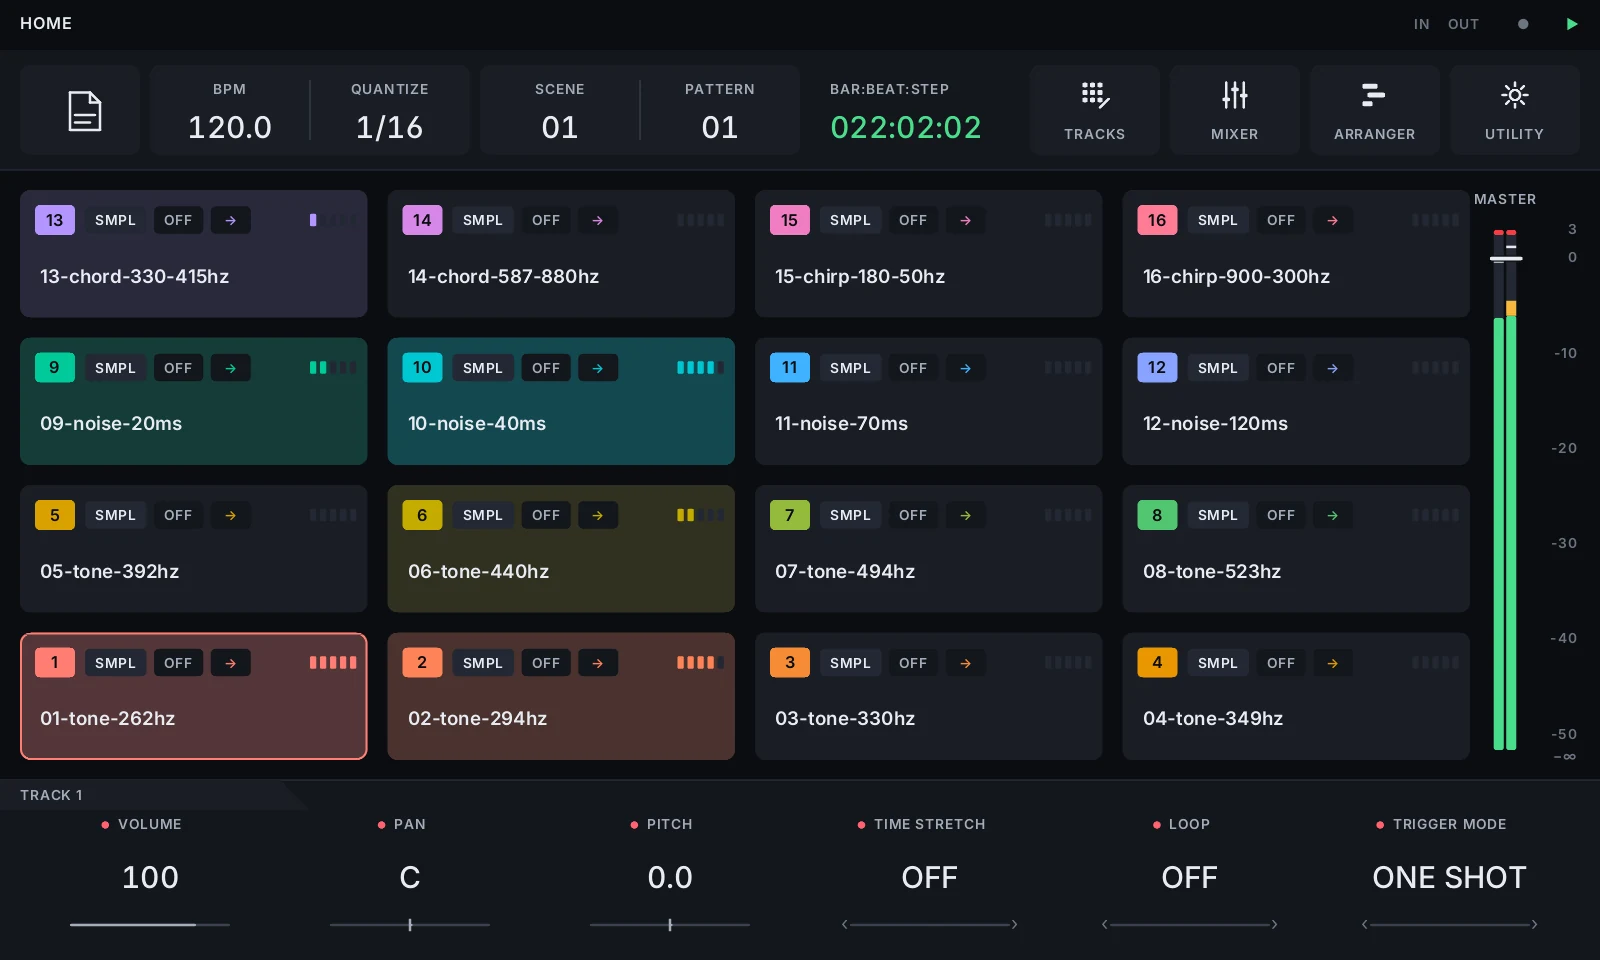 HOME
IN OUT
BPM
120.0
QUANTIZE
1/16
SCENE
01
PATTERN
01
BAR:BEAT:STEP
022:02:02
TRACKS
MIXER
ARRANGER
UTILITY
13 SMPL OFF →
13-chord-330-415hz
14 SMPL OFF →
14-chord-587-880hz
15 SMPL OFF →
15-chirp-180-50hz
16 SMPL OFF →
16-chirp-900-300hz
9 SMPL OFF →
09-noise-20ms
10 SMPL OFF →
10-noise-40ms
11 SMPL OFF →
11-noise-70ms
12 SMPL OFF →
12-noise-120ms
5 SMPL OFF →
05-tone-392hz
6 SMPL OFF →
06-tone-440hz
7 SMPL OFF →
07-tone-494hz
8 SMPL OFF →
08-tone-523hz
1 SMPL OFF →
01-tone-262hz
2 SMPL OFF →
02-tone-294hz
3 SMPL OFF →
03-tone-330hz
4 SMPL OFF →
04-tone-349hz
MASTER
3
0
-10
-20
-30
-40
-50
-∞
TRACK 1
VOLUME
100
PAN
C
PITCH
0.0
TIME STRETCH
OFF
LOOP
OFF
TRIGGER MODE
ONE SHOT